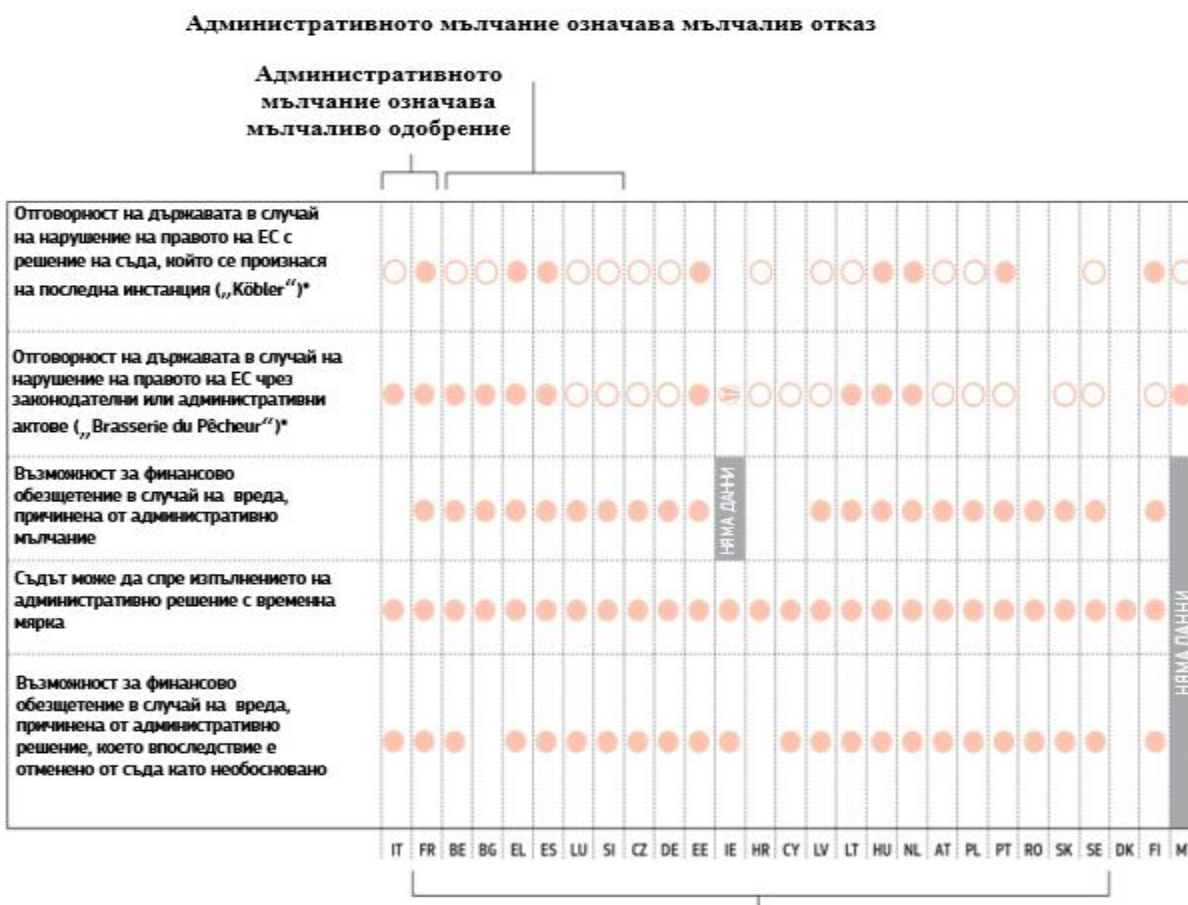 Административното мълчание означава мълчалив отказ
Административното
мълчание означава
мълчаливо одобрение
Отговорност на държавата в случай
на нарушение на правото на ЕС с
решение на съда, който се произнася
на последна инстанция („Köbler“)*
Отговорност на държавата в случай на
нарушение на правото на ЕС чрез
законодателни или административни
актове („Brasserie du Pêcheur“)*
Възможност за финансово
обезщетение в случай на вреда,
причинена от административно
мълчание
НЯМА ДАННИ
Съдът може да спре изпълнението на
административно решение с временна
мярка
НЯМА ДАННИ
Възможност за финансово
обезщетение в случай на вреда,
причинена от административно
решение, което впоследствие е
отменено от съда като необосновано
IT FR BE BG EL ES LU SI CZ DE EE IE HR CY LV LT HU NL AT PL PT RO SK SE DK FI